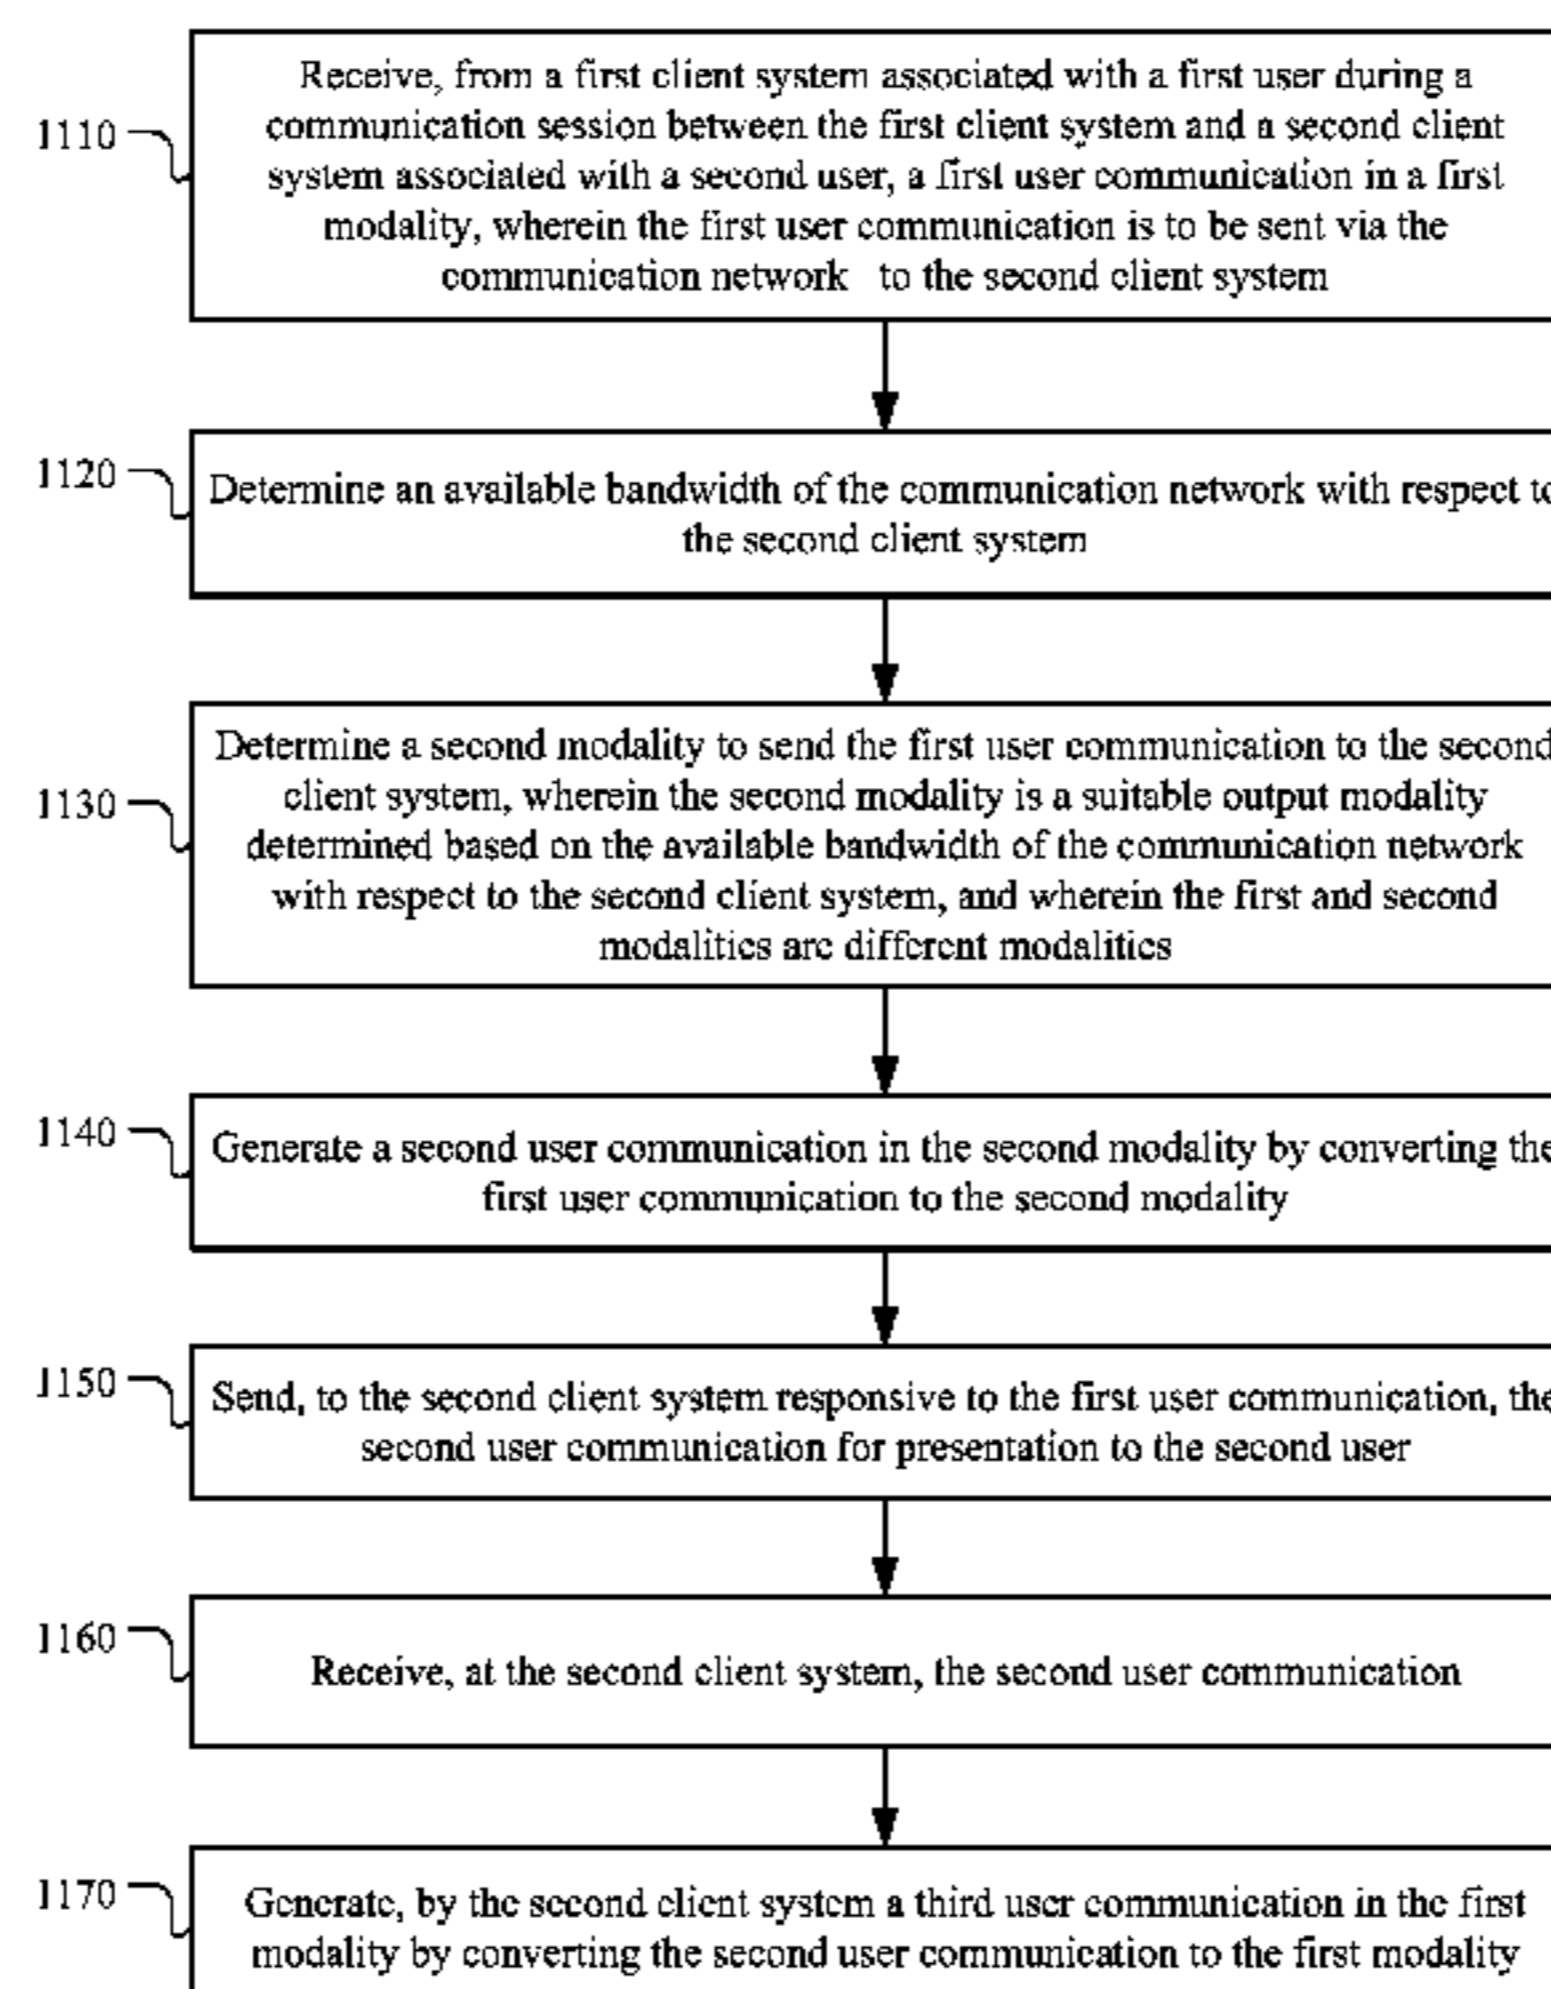 Receive, from a first client system associated with a first user during a
1110
communication session between the first client system and a second client
system associated with a second user, a first user communication in a first
modality, wherein the first user communication is to be sent via the
communication network to the second client system
1120
Determine an available bandwidth of the communication network with respect to
the second client system
Determine a second modality to send the first user communication to the second
1130
client system, wherein the second modality is a suitable output modality
determined based on the available bandwidth of the communication network
with respect to the second client system, and wherein the first and second
modalities are different modalities
1140
Generate a second user communication in the second modality by converting the
first user communication to the second modality
1150
Send, to the second client system responsive to the first user communication, the
second user communication for presentation to the second user
1160
Receive, at the second client system, the second user communication
1170
Generate, by the second client system a third user communication in the first
modality by converting the second user communication to the first modality